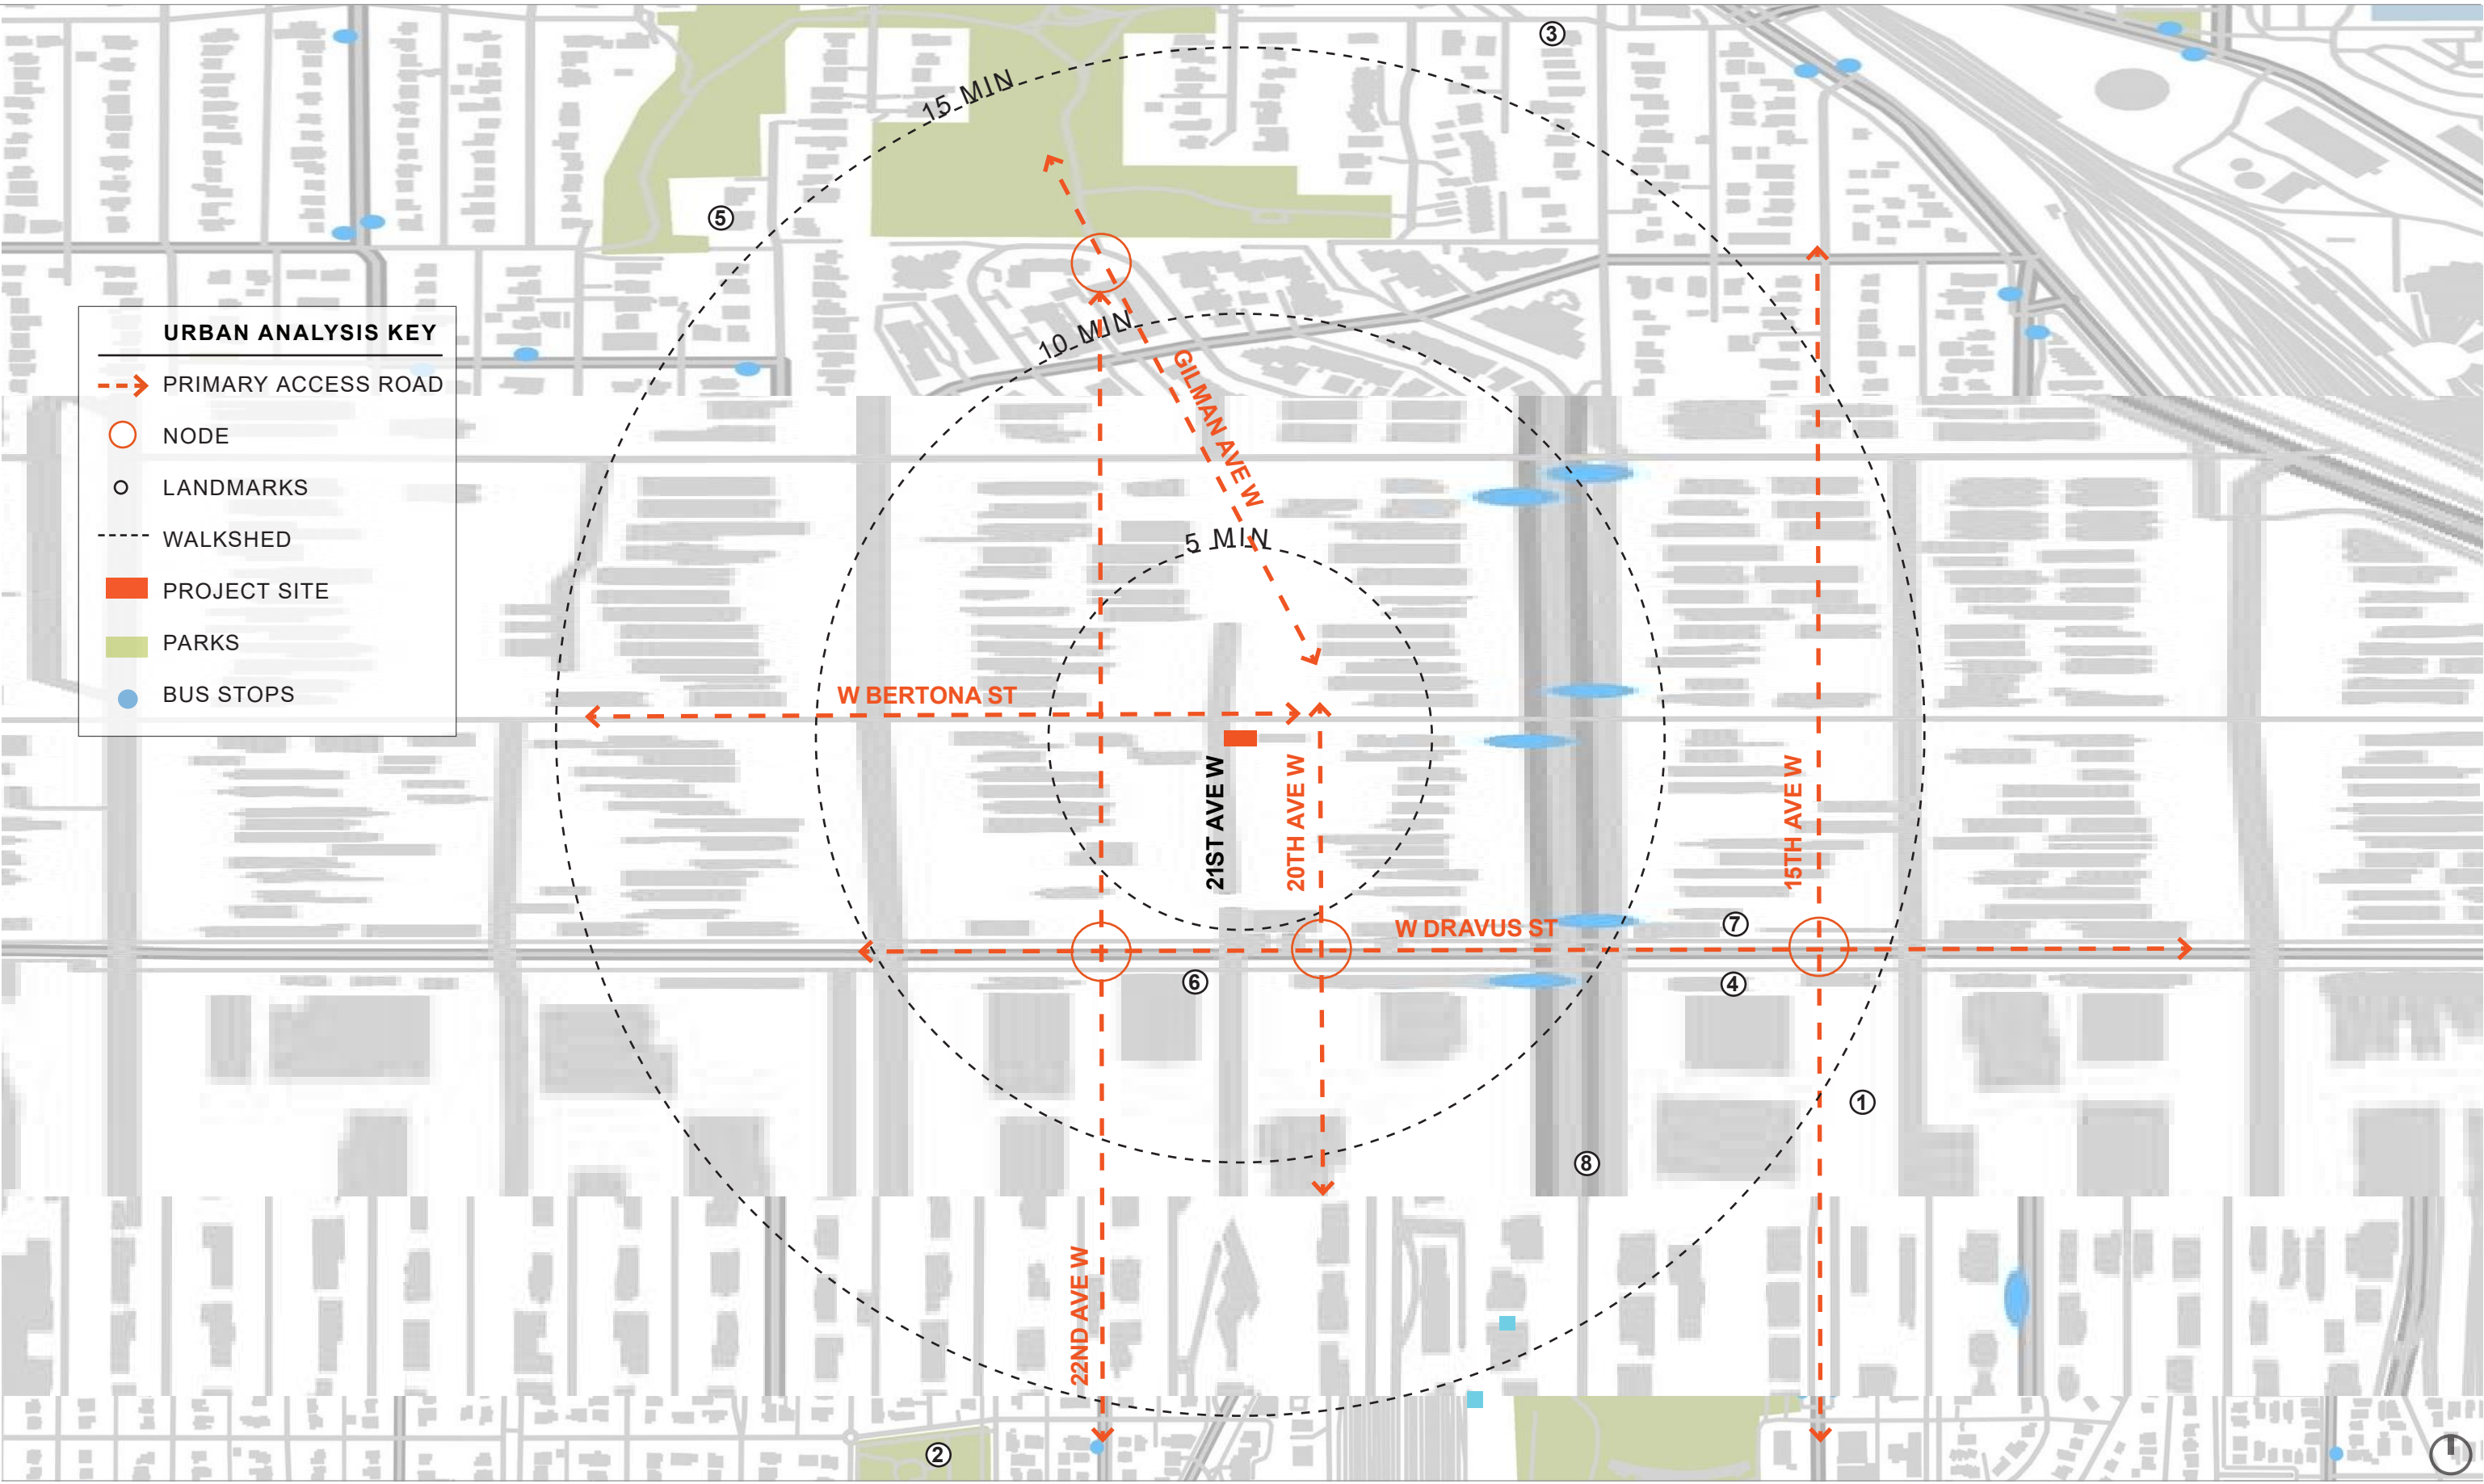 ③
15 MIN
⑤
10 MIN
GILMAN AVE W
URBAN ANALYSIS KEY
PRIMARY ACCESS ROAD
NODE
LANDMARKS
WALKSHED
PROJECT SITE
PARKS
BUS STOPS
5 MIN
W BERTONA ST
21ST AVE W
20TH AVE W
15TH AVE W
W DRAVUS ST
⑦
⑥
④
①
⑧
22ND AVE W
②